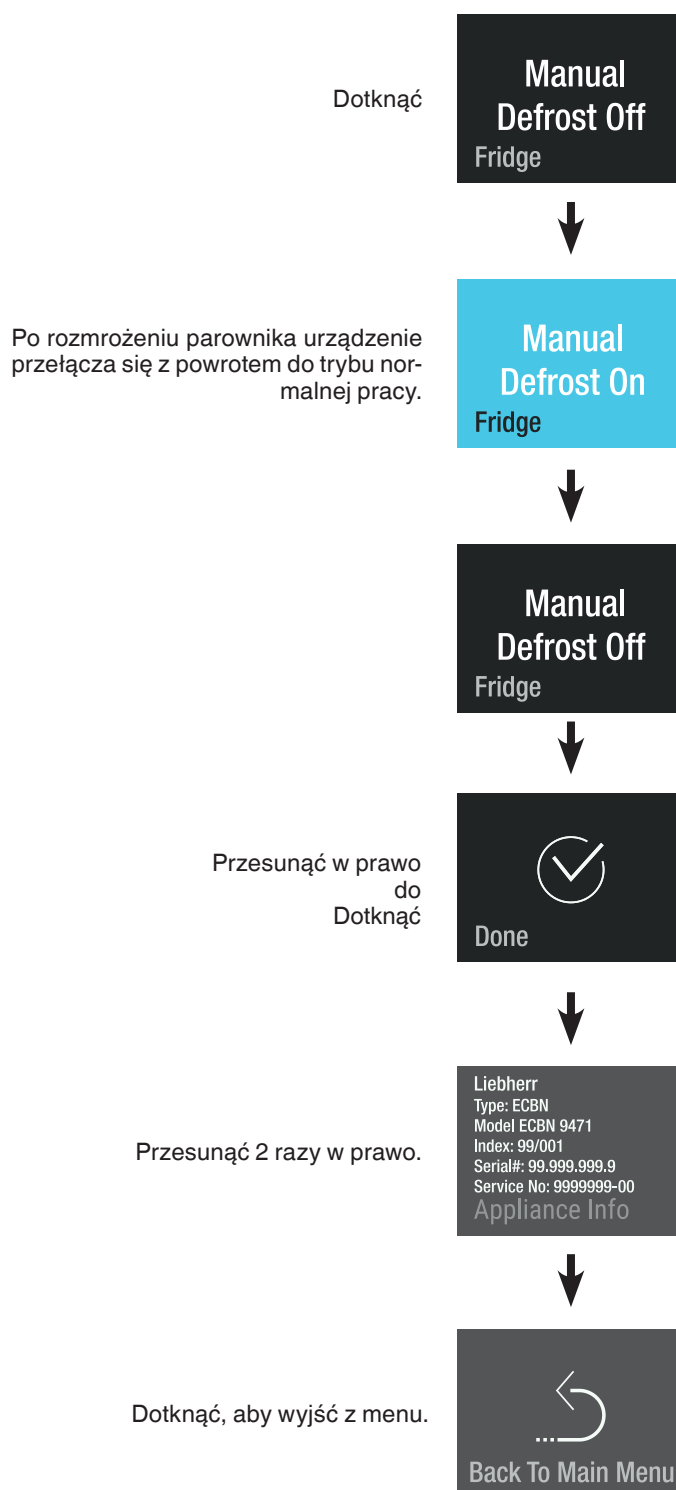 Dotknąć
Manual
Defrost Off
Fridge
Po rozmrożeniu parownika urządzenie
przełącza się z powrotem do trybu nor-
malnej pracy.
Manual
Defrost On
Fridge
Manual
Defrost Off
Fridge
Przesunąć w prawo
do
Dotknąć
Done
Przesunąć 2 razy w prawo.
Liebherr
Type: ECBN
Model ECBN 9471
Index: 99/001
Serial#: 99.999.999.9
Service No: 9999999-00
Appliance Info
Dotknąć, aby wyjść z menu.
Back To Main Menu